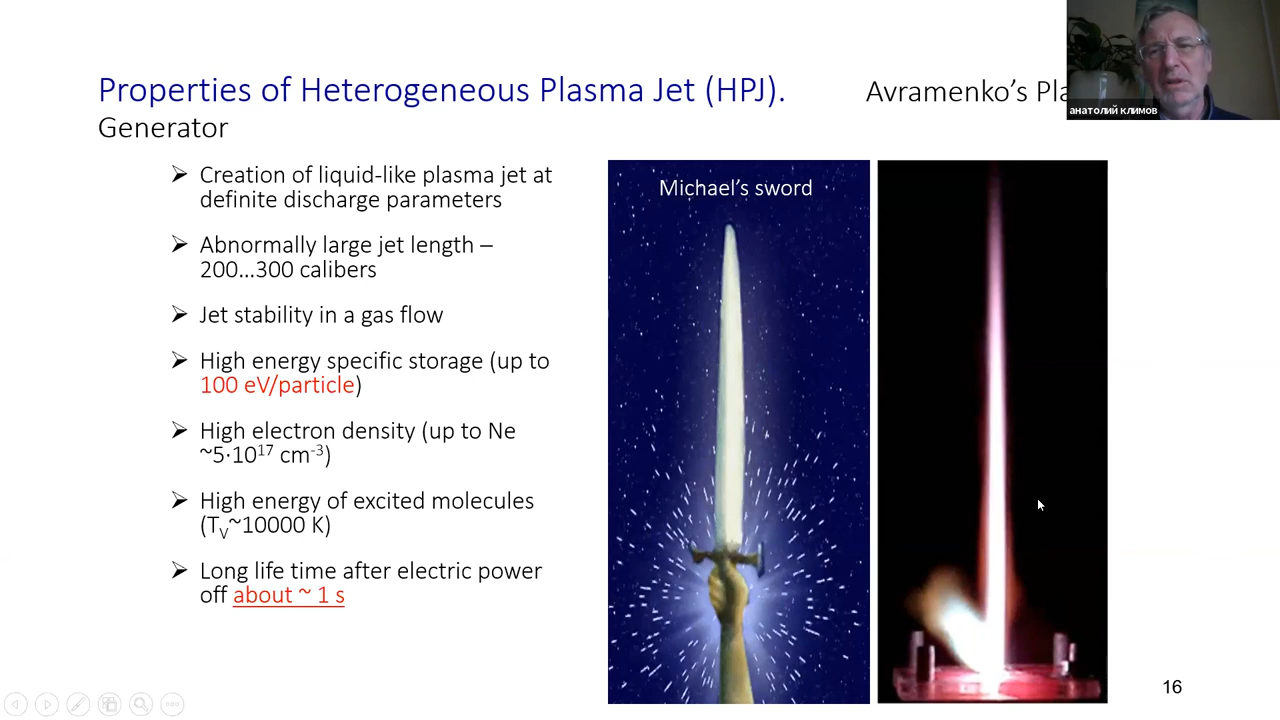 Properties of Heterogeneous Plasma Jet (HPJ). Avramenko's
Generator
анатолий климов
➢ Creation of liquid-like plasma jet at
definite discharge parameters
➢ Abnormally large jet length –
200…300 calibers
➢ Jet stability in a gas flow
➢ High energy specific storage (up to
100 eV/particle)
➢ High electron density (up to Ne
~5·10¹⁷ cm⁻³)
➢ High energy of excited molecules
(Tᵥ~10000 K)
➢ Long life time after electric power
off about ~ 1 s
Michael's sword
16